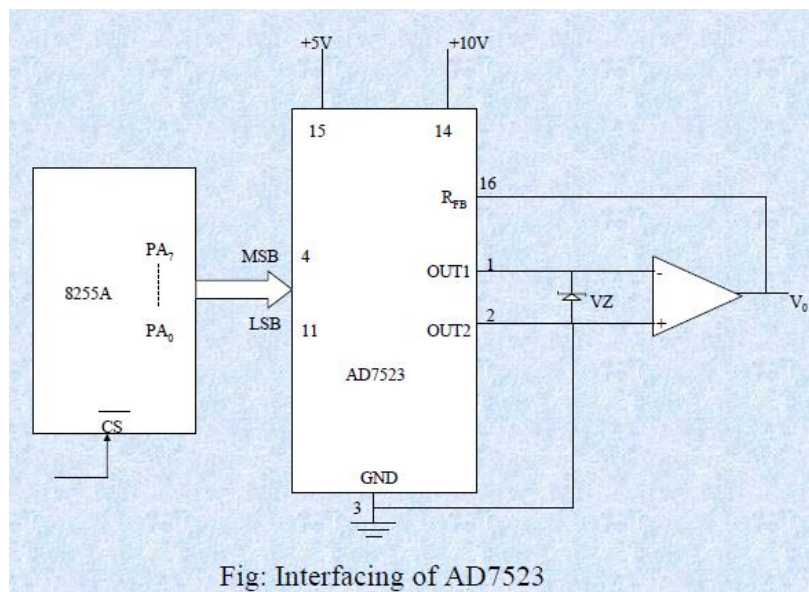 +5V +10V
15 14
16
R_FB
PA₇
MSB 4
OUT1 1
8255A
-
VZ
V₀
LSB
PA₀ 11
OUT2 2
+
AD7523
CS
GND
3
Fig: Interfacing of AD7523